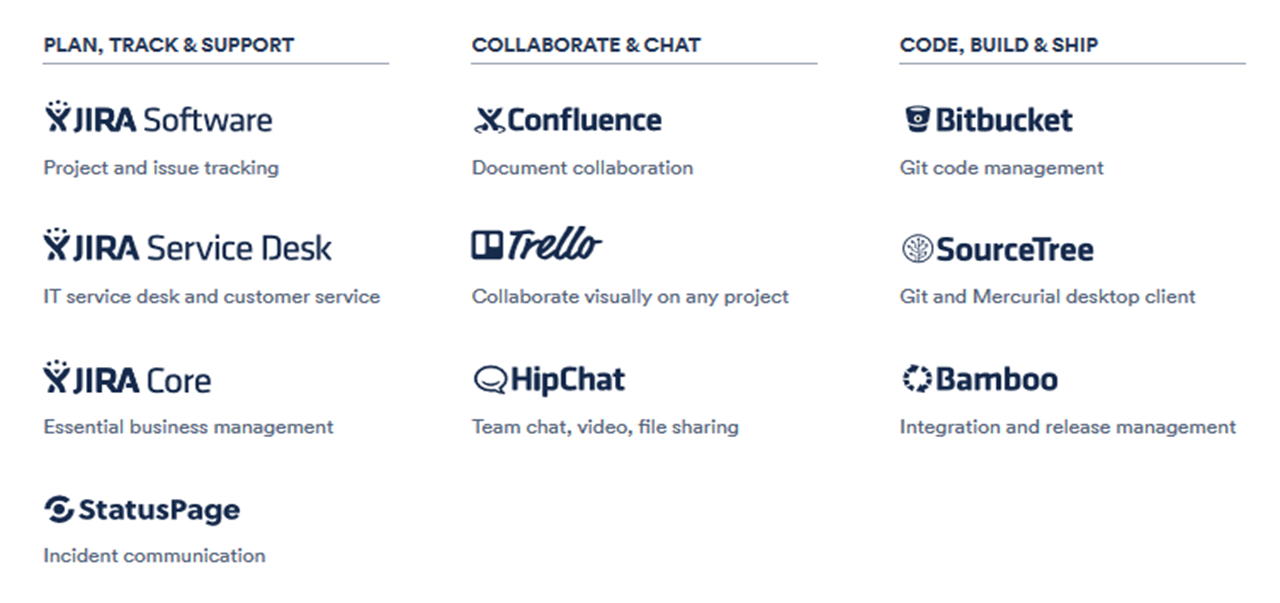 PLAN, TRACK & SUPPORT
JIRA Software
Project and issue tracking
JIRA Service Desk
IT service desk and customer service
JIRA Core
Essential business management
StatusPage
Incident communication
COLLABORATE & CHAT
Confluence
Document collaboration
Trello
Collaborate visually on any project
HipChat
Team chat, video, file sharing
CODE, BUILD & SHIP
Bitbucket
Git code management
SourceTree
Git and Mercurial desktop client
Bamboo
Integration and release management